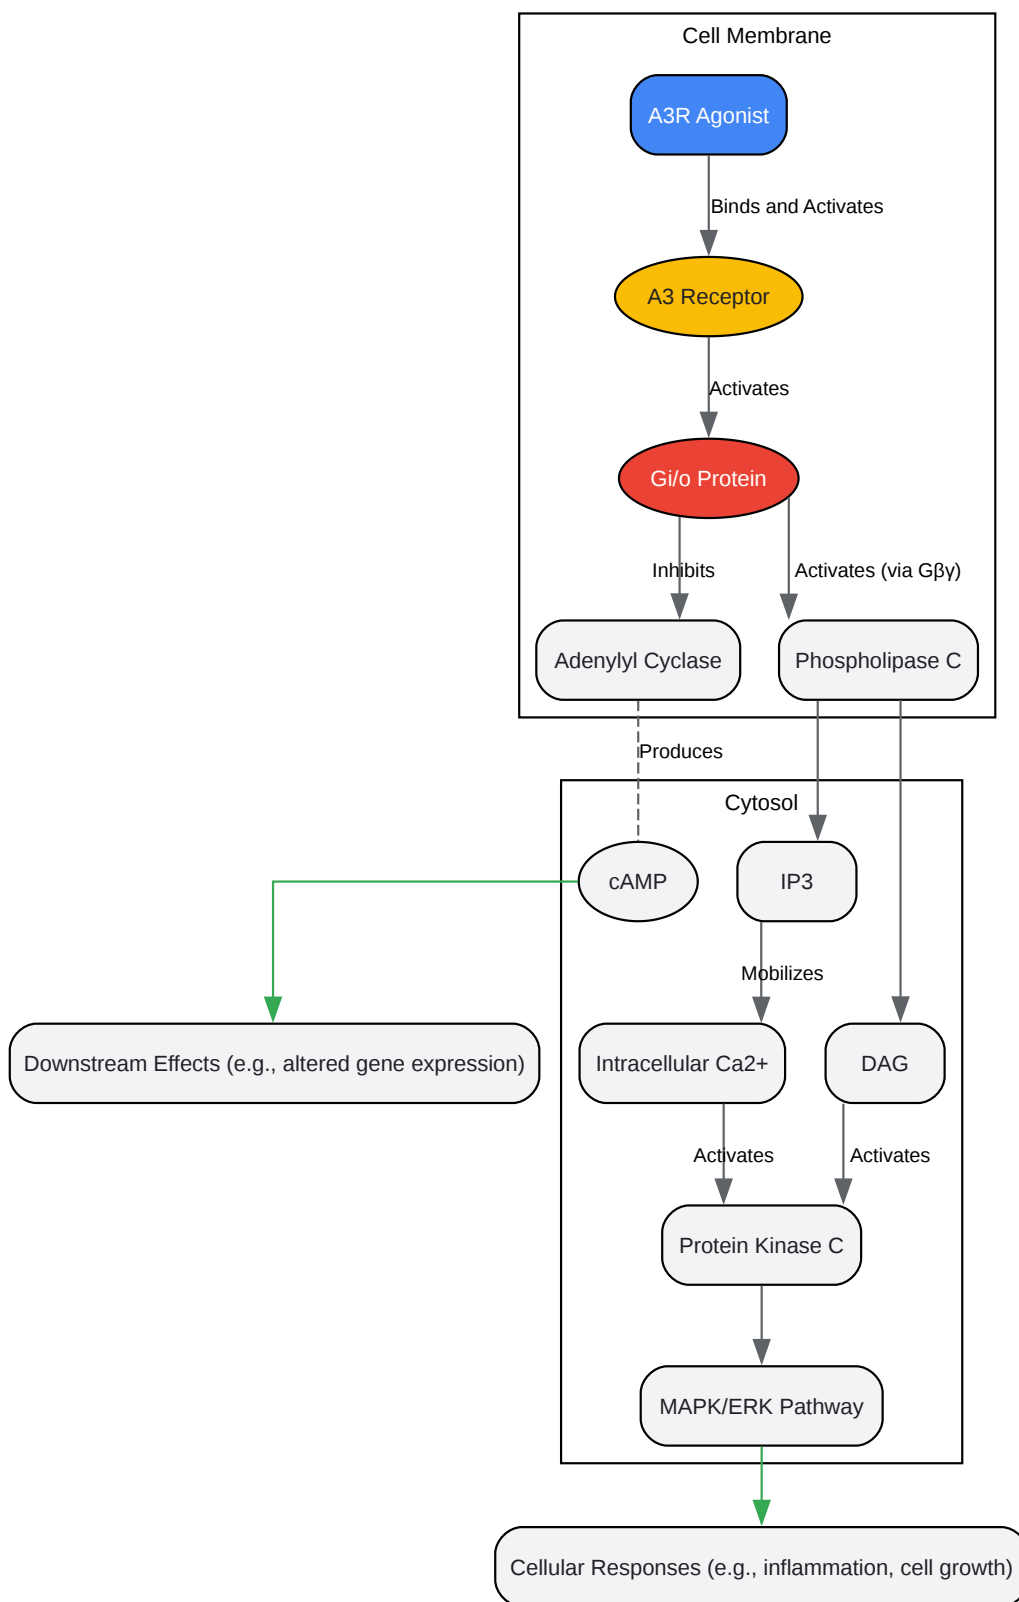 Cell Membrane
A3R Agonist
Binds and Activates
A3 Receptor
Activates
Gi/o Protein
Inhibits
Activates (via Gβγ)
Adenylyl Cyclase
Phospholipase C
Produces
Cytosol
cAMP
IP3
Mobilizes
Downstream Effects (e.g., altered gene expression)
Intracellular Ca2+
DAG
Activates
Activates
Protein Kinase C
MAPK/ERK Pathway
Cellular Responses (e.g., inflammation, cell growth)